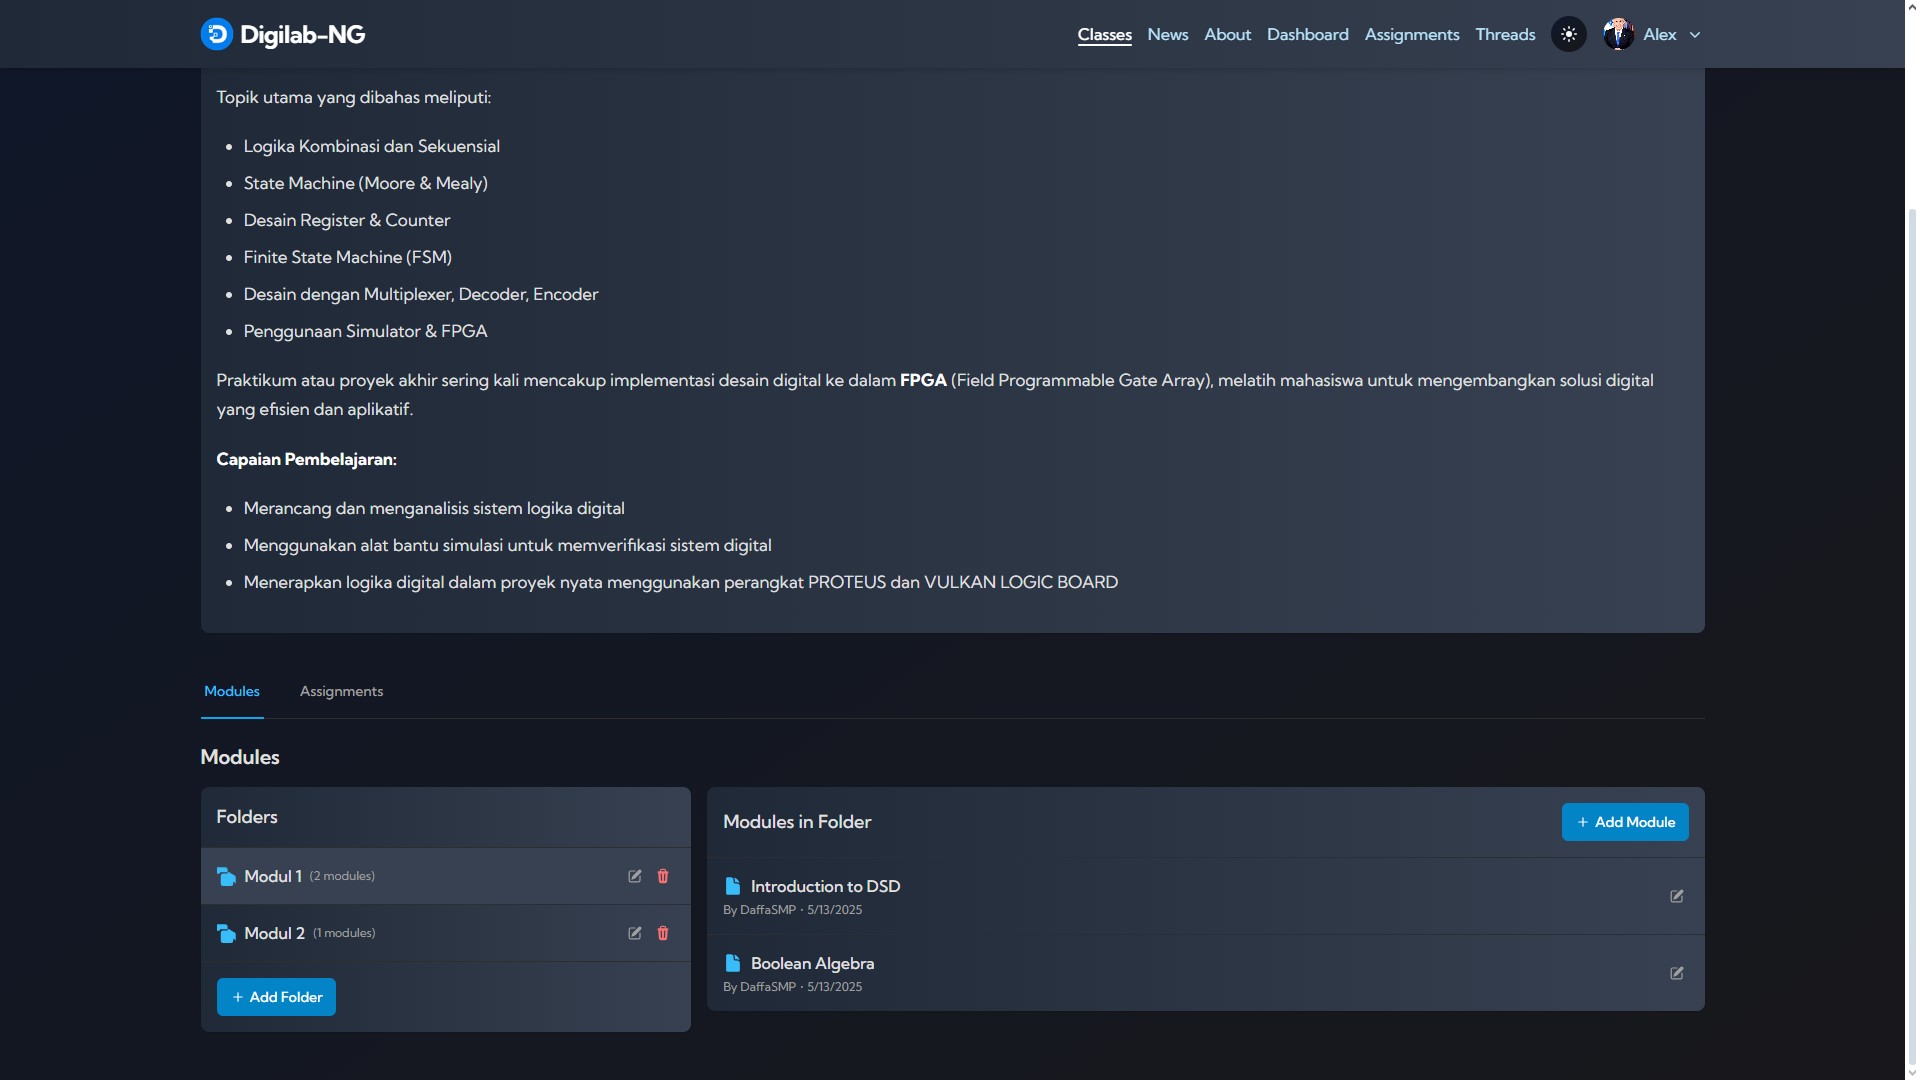 Digilab-NG
Classes News About Dashboard Assignments Threads Alex
Topik utama yang dibahas meliputi:
Logika Kombinasi dan Sekuensial
State Machine (Moore & Mealy)
Desain Register & Counter
Finite State Machine (FSM)
Desain dengan Multiplexer, Decoder, Encoder
Penggunaan Simulator & FPGA
Praktikum atau proyek akhir sering kali mencakup implementasi desain digital ke dalam FPGA (Field Programmable Gate Array), melatih mahasiswa untuk mengembangkan solusi digital
yang efisien dan aplikatif.
Capaian Pembelajaran:
Merancang dan menganalisis sistem logika digital
Menggunakan alat bantu simulasi untuk memverifikasi sistem digital
Menerapkan logika digital dalam proyek nyata menggunakan perangkat PROTEUS dan VULKAN LOGIC BOARD
Modules Assignments
Modules
Folders
Modul 1 (2 modules)
Modul 2 (1 modules)
+ Add Folder
Modules in Folder
+ Add Module
Introduction to DSD
By DaffaSMP • 5/13/2025
Boolean Algebra
By DaffaSMP • 5/13/2025